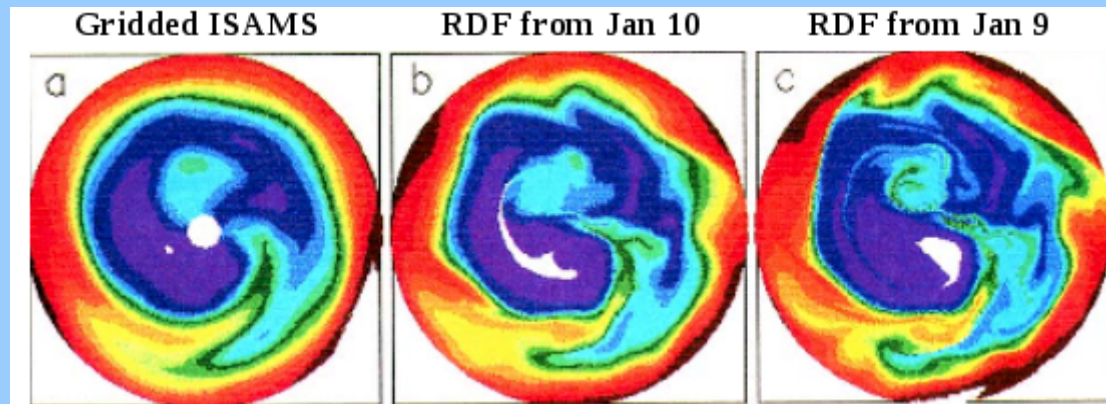 Gridded ISAMS
RDF from Jan 10
RDF from Jan 9
a
b
c